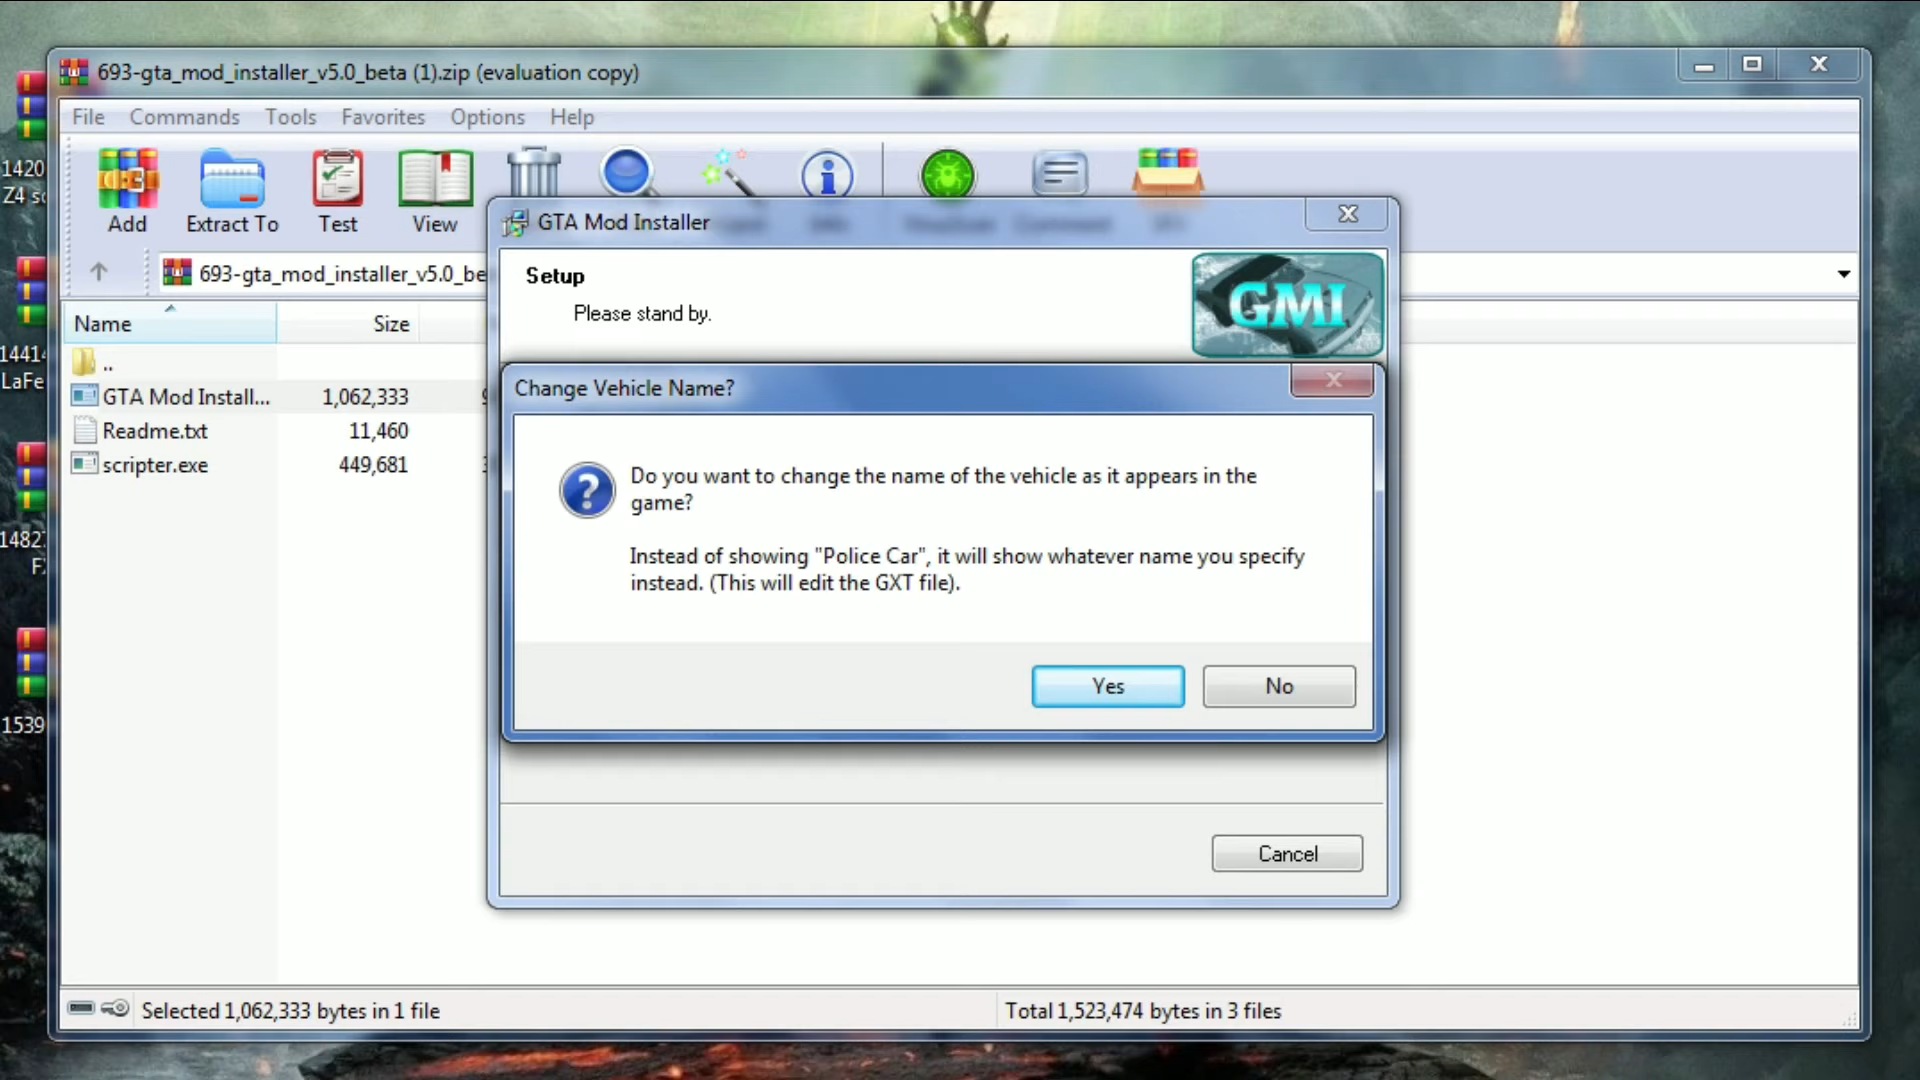 693-gta_mod_installer_v5.0_beta (1).zip (evaluation copy)
File Commands Tools Favorites Options Help
Add Extract To Test View
693-gta_mod_installer_v5.0_be
Name Size
..
GTA Mod Install... 1,062,333
Readme.txt 11,460
scripter.exe 449,681
GTA Mod Installer
Setup
Please stand by.
GMI
Change Vehicle Name?
Do you want to change the name of the vehicle as it appears in the
game?
Instead of showing "Police Car", it will show whatever name you specify
instead. (This will edit the GXT file).
Yes No
Cancel
Selected 1,062,333 bytes in 1 file
Total 1,523,474 bytes in 3 files
1420
Z4
14414
LaFe
1482
1539